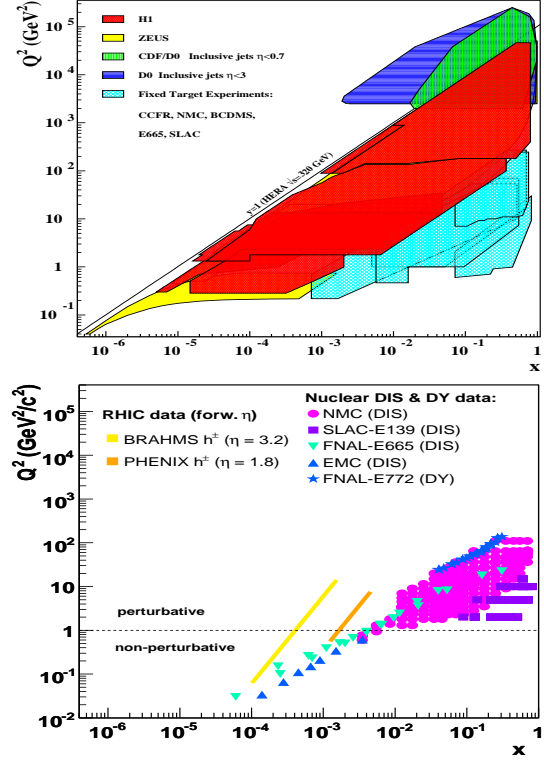 Q² (GeV²)
10⁵
10⁴
10³
10²
10
1
10⁻¹
H1
ZEUS
CDF/D0 Inclusive jets η<0.7
D0 Inclusive jets η<3
Fixed Target Experiments:
CCFR, NMC, BCDMS,
E665, SLAC
y=1 (HERA √s=320 GeV)
10⁻⁶ 10⁻⁵ 10⁻⁴ 10⁻³ 10⁻² 10⁻¹ 1
x
Q² (GeV²/c²)
10⁵
10⁴
10³
10²
10
1
10⁻¹
10⁻²
RHIC data (forw. η)
BRAHMS h± (η = 3.2)
PHENIX h± (η = 1.8)
Nuclear DIS & DY data:
NMC (DIS)
SLAC-E139 (DIS)
FNAL-E665 (DIS)
EMC (DIS)
FNAL-E772 (DY)
perturbative
non-perturbative
10⁻⁶ 10⁻⁵ 10⁻⁴ 10⁻³ 10⁻² 10⁻¹ 1
x